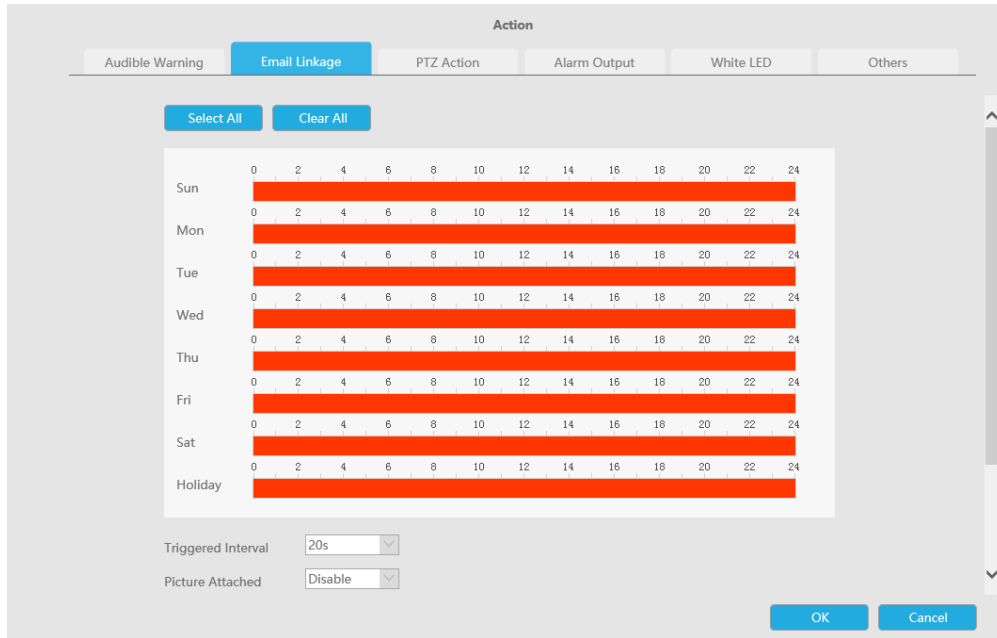 Action
Audible Warning Email Linkage PTZ Action Alarm Output White LED Others
Select All Clear All
0 2 4 6 8 10 12 14 16 18 20 22 24
Sun
0 2 4 6 8 10 12 14 16 18 20 22 24
Mon
0 2 4 6 8 10 12 14 16 18 20 22 24
Tue
0 2 4 6 8 10 12 14 16 18 20 22 24
Wed
0 2 4 6 8 10 12 14 16 18 20 22 24
Thu
0 2 4 6 8 10 12 14 16 18 20 22 24
Fri
0 2 4 6 8 10 12 14 16 18 20 22 24
Sat
0 2 4 6 8 10 12 14 16 18 20 22 24
Holiday
Triggered Interval 20s
Picture Attached Disable
OK Cancel